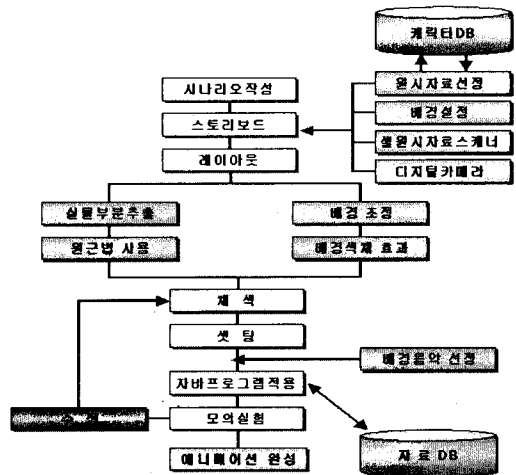 캐릭터DB
원시자료선정
시나리오작성
배경설정
스토리보드
셀원시자료스캐너
레이아웃
디지탈카메라
실물부분추출
배경 조정
원근법 사용
배경색채 효과
채 색
셋 팅
배경음악 선정
자바프로그램적용
모의실험
애니메이션 완성
자료 DB